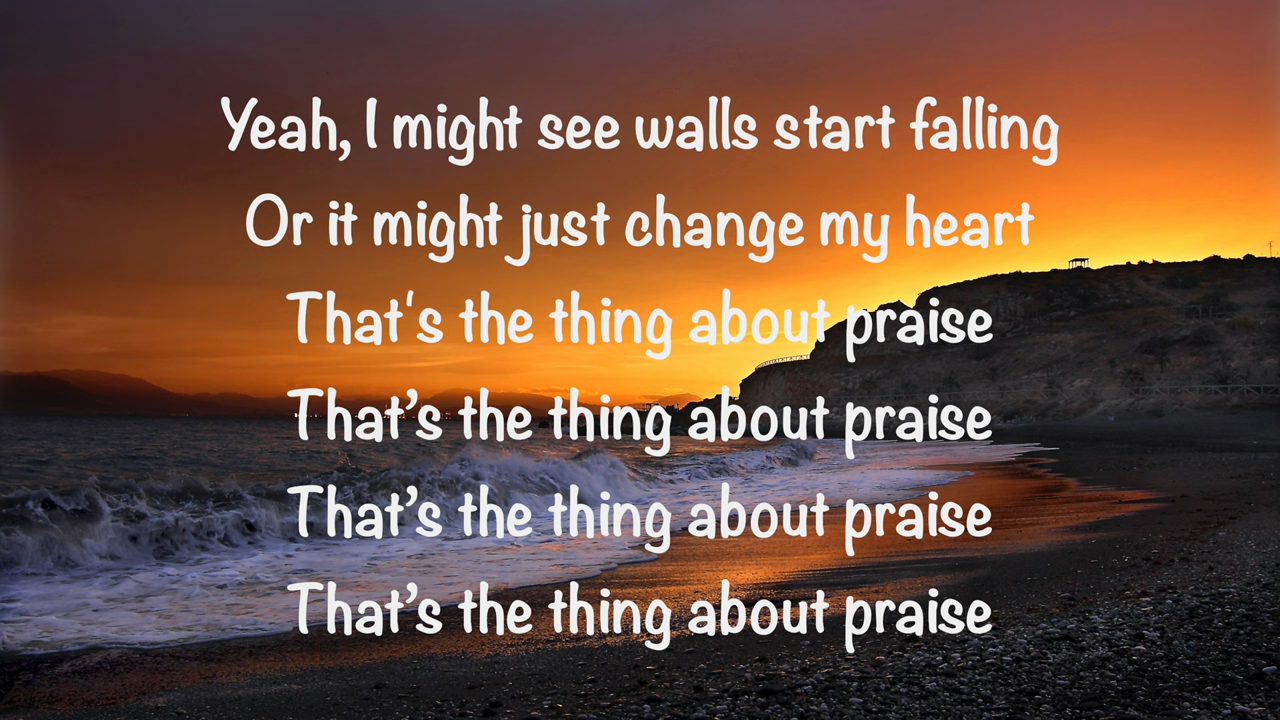 Yeah, I might see walls start falling
Or it might just change my heart
That's the thing about praise
That’s the thing about praise
That’s the thing about praise
That’s the thing about praise